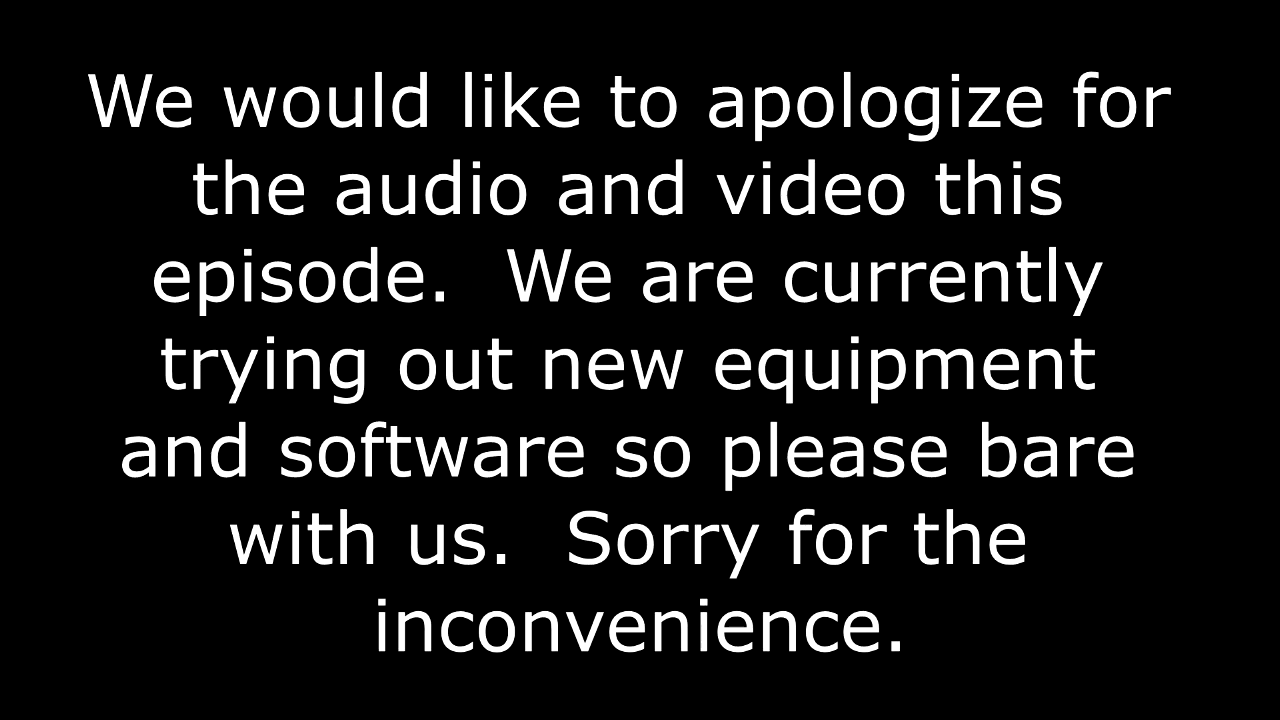 We would like to apologize for
the audio and video this
episode.  We are currently
trying out new equipment
and software so please bare
with us.  Sorry for the
inconvenience.